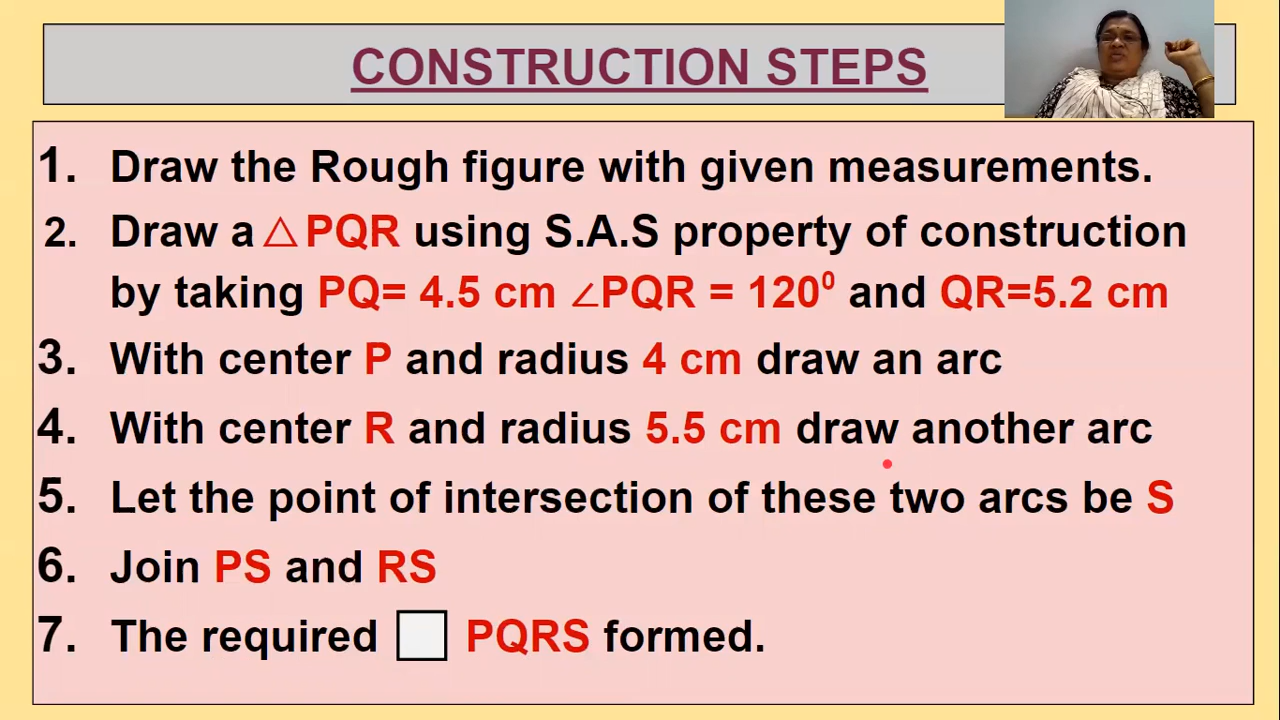 CONSTRUCTION STEPS
1. Draw the Rough figure with given measurements.
2. Draw a △ PQR using S.A.S property of construction
by taking PQ= 4.5 cm ∠PQR = 120⁰ and QR=5.2 cm
3. With center P and radius 4 cm draw an arc
4. With center R and radius 5.5 cm draw another arc
5. Let the point of intersection of these two arcs be S
6. Join PS and RS
7. The required □ PQRS formed.